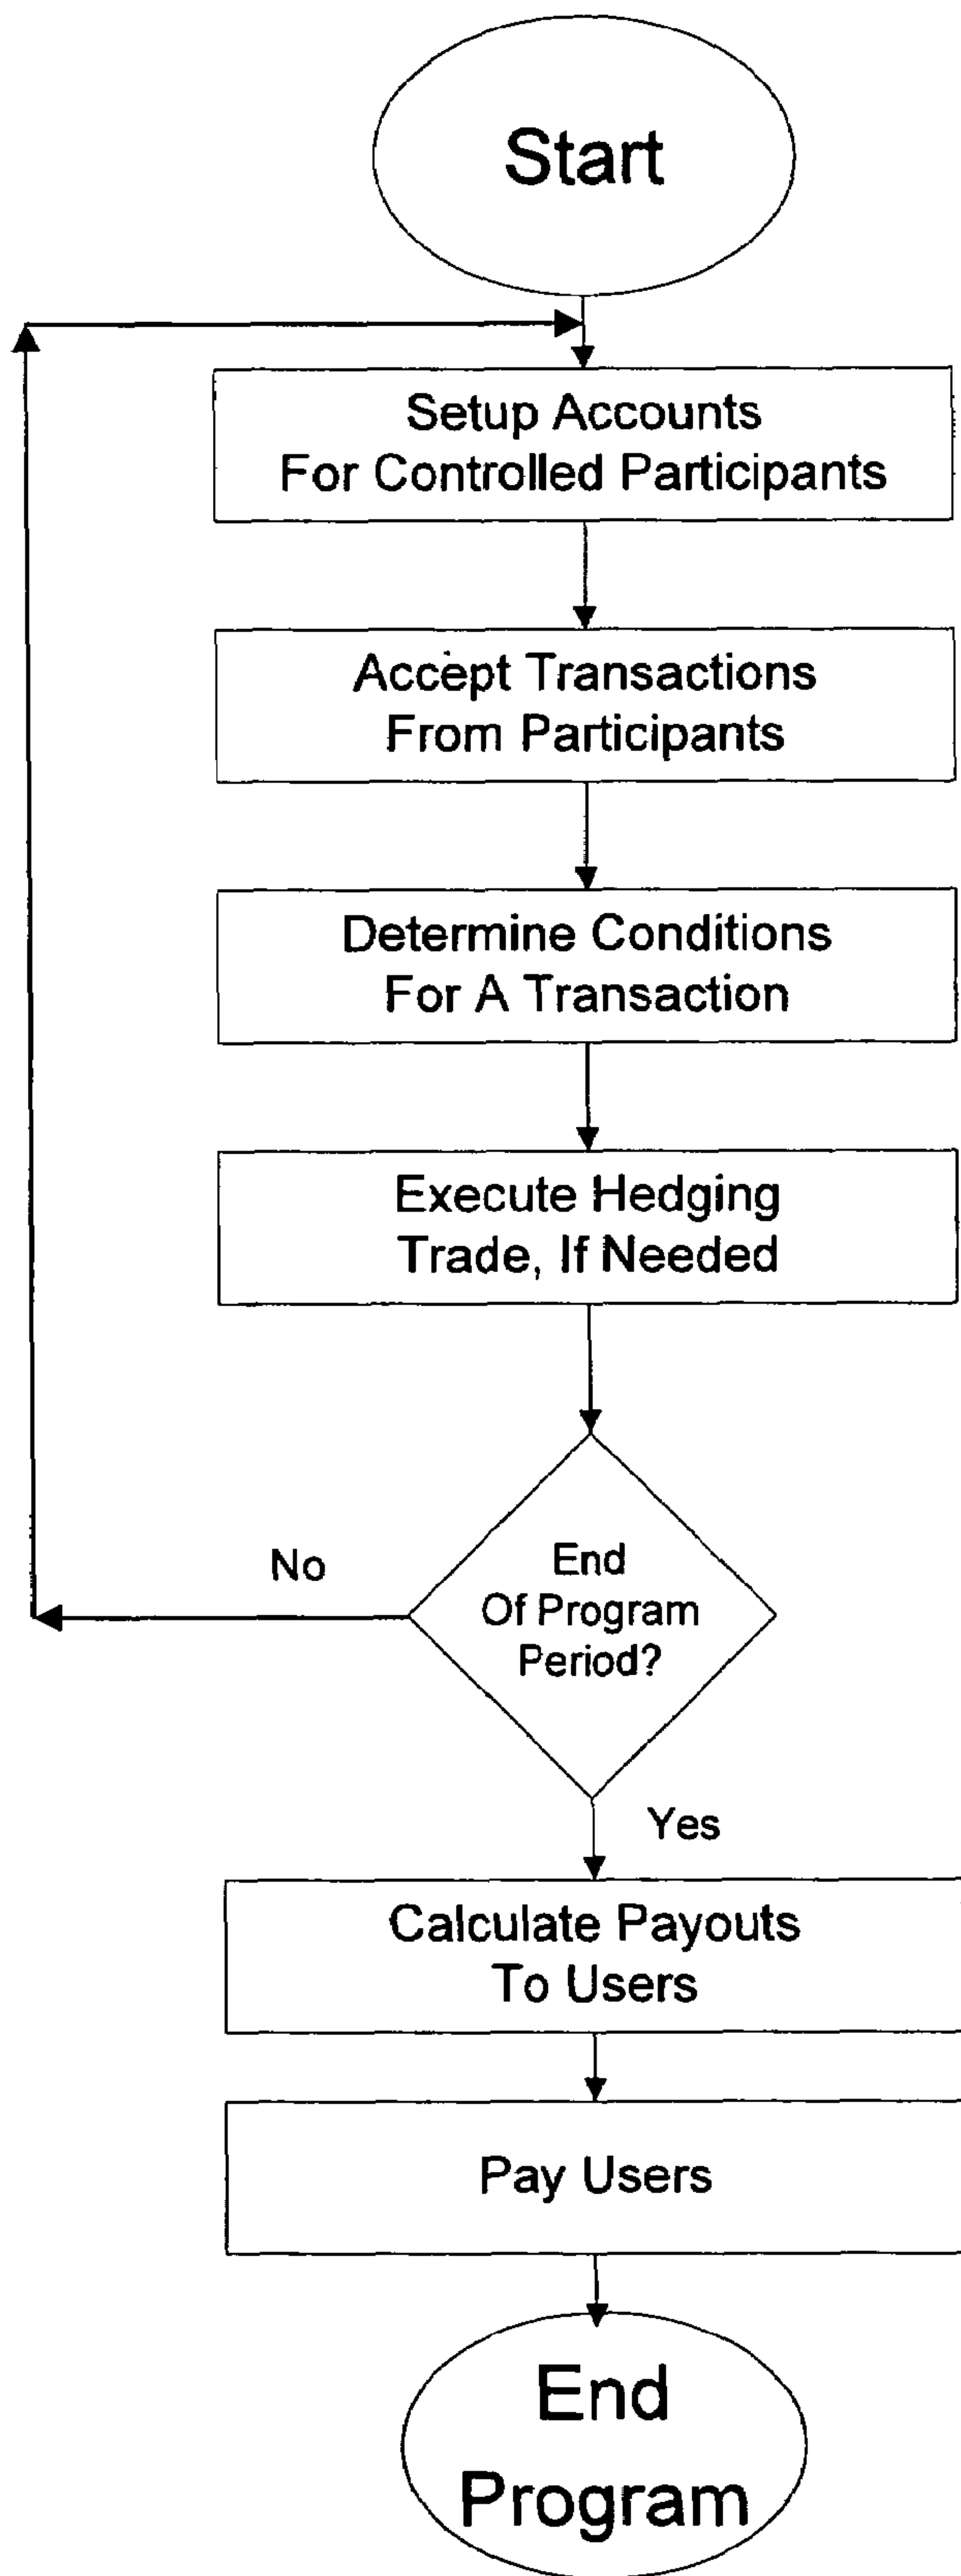 Start
Setup Accounts
For Controlled Participants
Accept Transactions
From Participants
Determine Conditions
For A Transaction
Execute Hedging
Trade, If Needed
End
Of Program
Period?
No
Yes
Calculate Payouts
To Users
Pay Users
End
Program